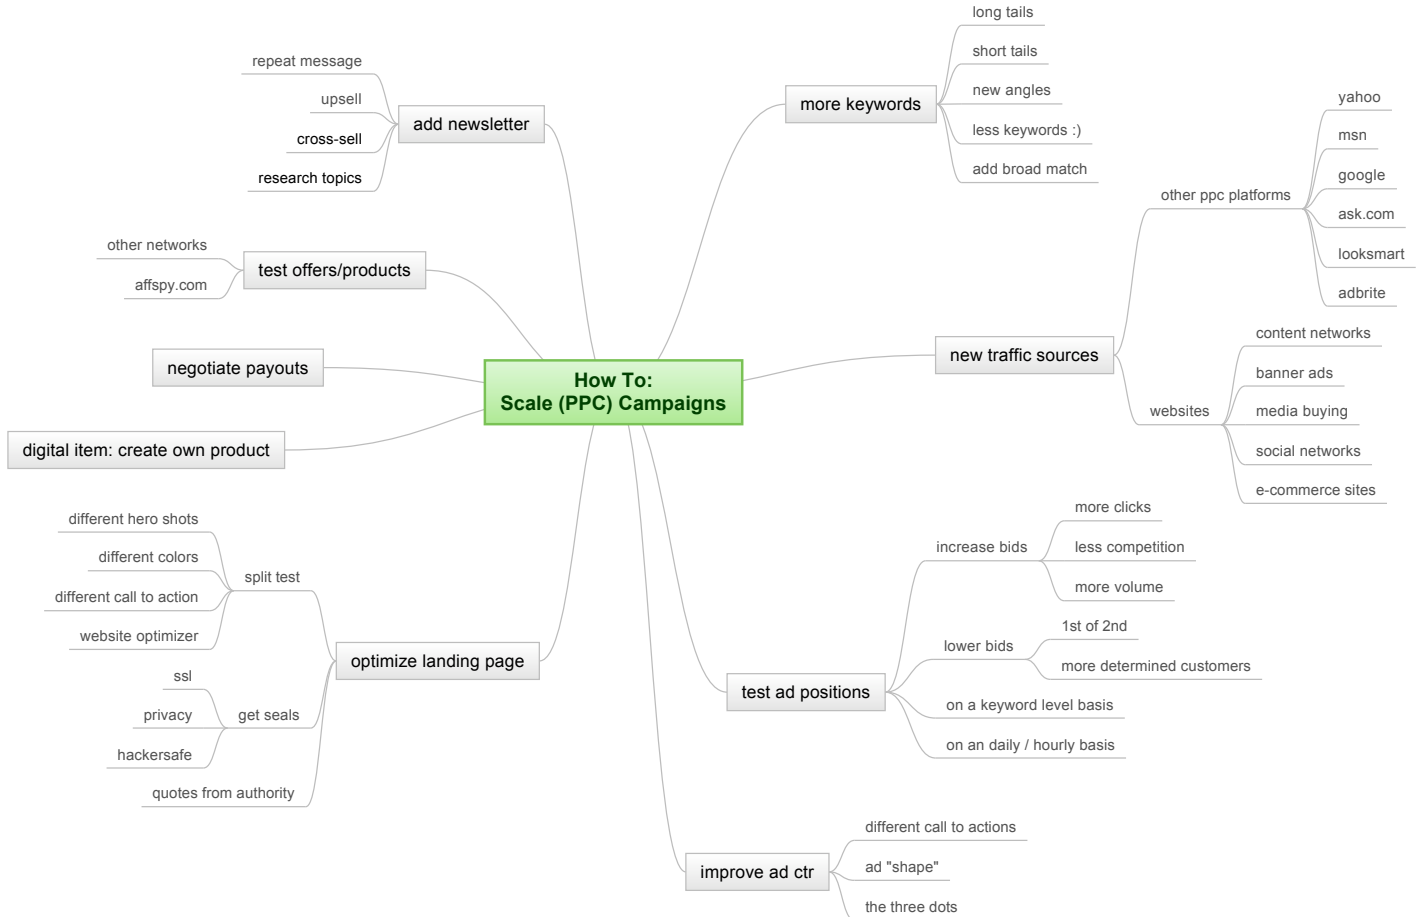 How To:
Scale (PPC) Campaigns
more keywords
long tails
short tails
new angles
less keywords :)
add broad match
new traffic sources
other ppc platforms
yahoo
msn
google
ask.com
looksmart
adbrite
websites
content networks
banner ads
media buying
social networks
e-commerce sites
test ad positions
increase bids
more clicks
less competition
more volume
lower bids
1st of 2nd
more determined customers
on a keyword level basis
on an daily / hourly basis
improve ad ctr
different call to actions
ad "shape"
the three dots
add newsletter
repeat message
upsell
cross-sell
research topics
test offers/products
other networks
affspy.com
negotiate payouts
digital item: create own product
optimize landing page
split test
different hero shots
different colors
different call to action
website optimizer
get seals
ssl
privacy
hackersafe
quotes from authority